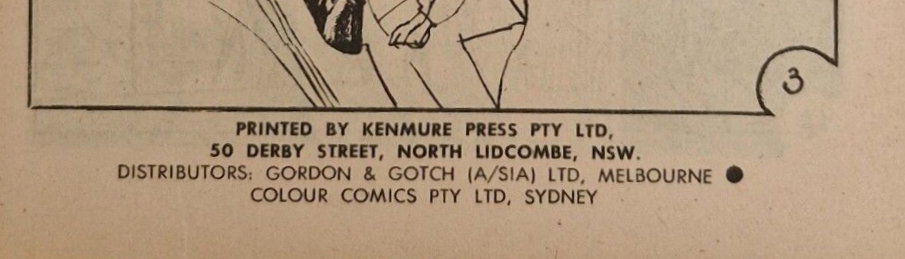 3
PRINTED BY KENMURE PRESS PTY LTD,
50 DERBY STREET, NORTH LIDCOMBE, NSW.
DISTRIBUTORS: GORDON & GOTCH (A/SIA) LTD, MELBOURNE ●
COLOUR COMICS PTY LTD, SYDNEY